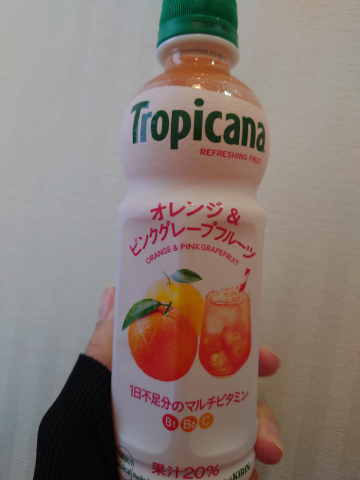 Tropicana
REFRESHING FRUIT
オレンジ&
ピンクグレープフルーツ
ORANGE & PINK GRAPEFRUIT
1日不足分のマルチビタミン
B1 B6 C
果汁20%
KIRIN